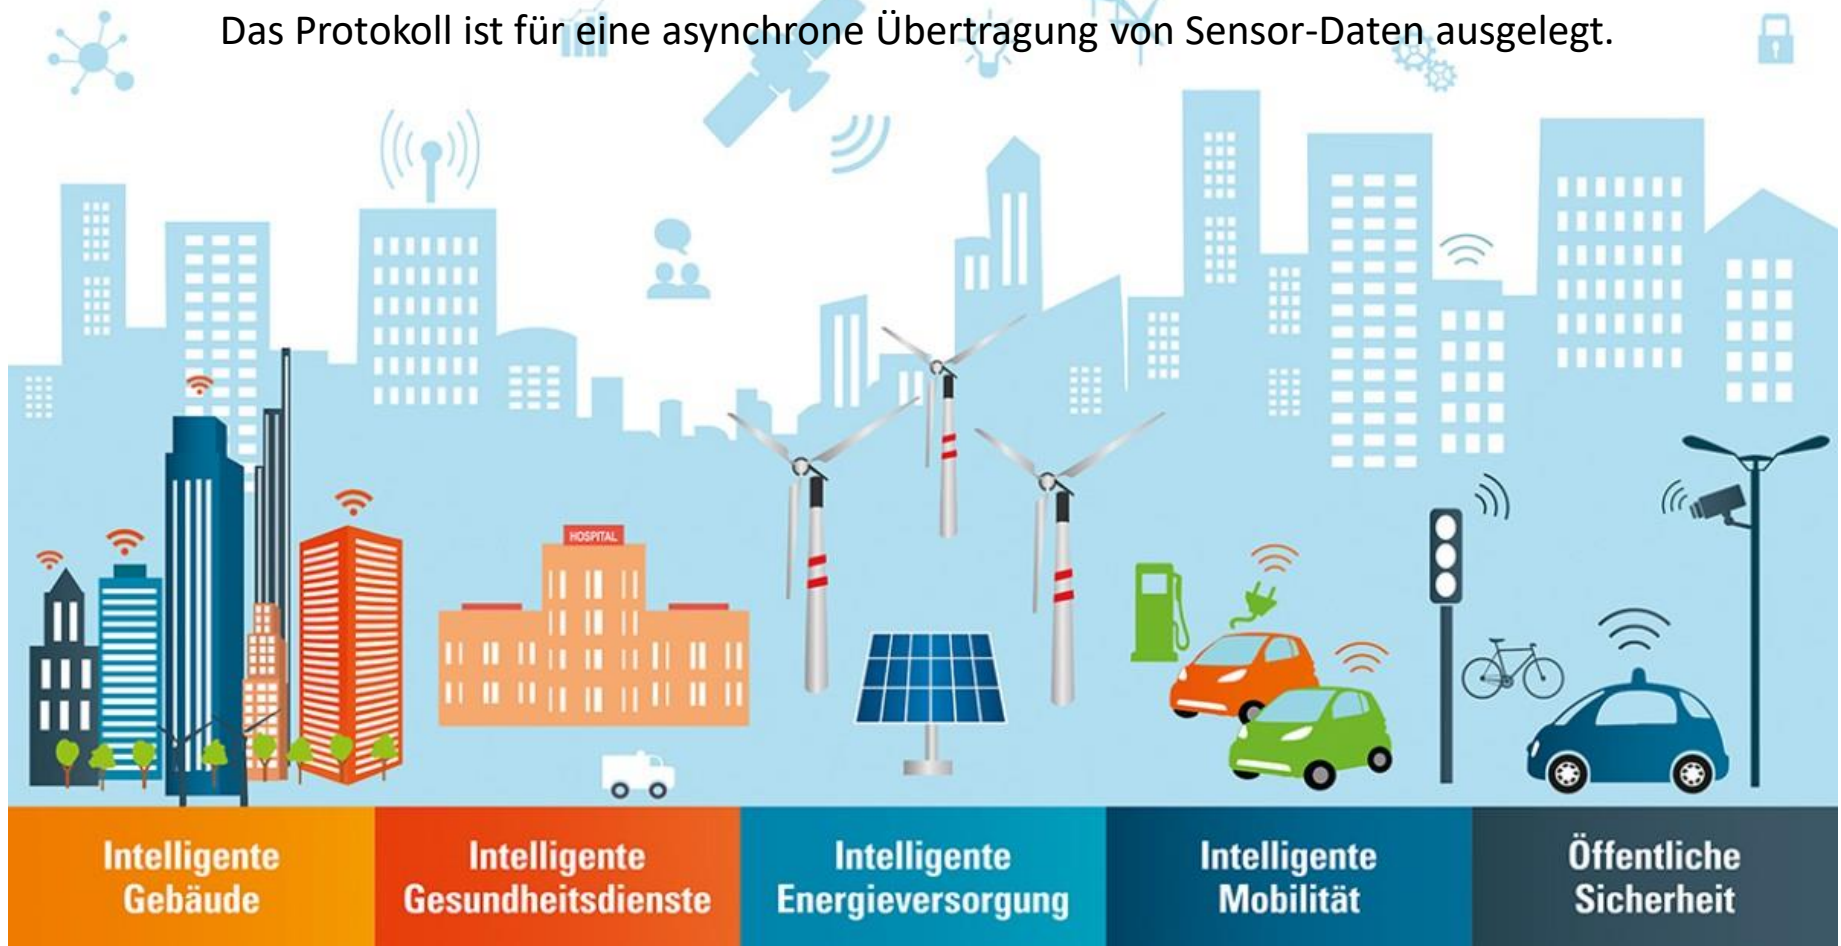 Das Protokoll ist für eine asynchrone Übertragung von Sensor-Daten ausgelegt.
HOSPITAL
Intelligente
Gebäude
Intelligente
Gesundheitsdienste
Intelligente
Energieversorgung
Intelligente
Mobilität
Öffentliche
Sicherheit